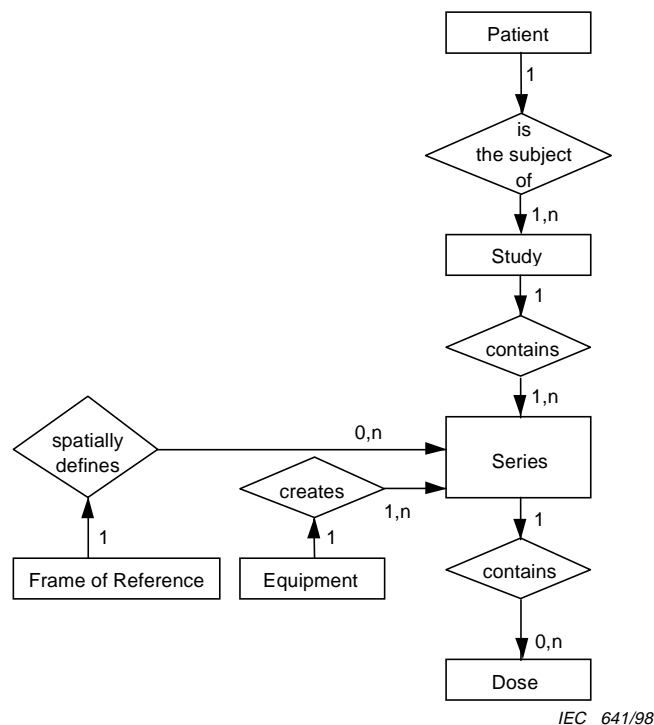 Patient
1
is
the subject
of
1,n
Study
1
contains
1,n
spatially
defines
0,n
Series
creates
1,n
1
1
1
Frame of Reference
Equipment
contains
0,n
Dose
IEC 641/98